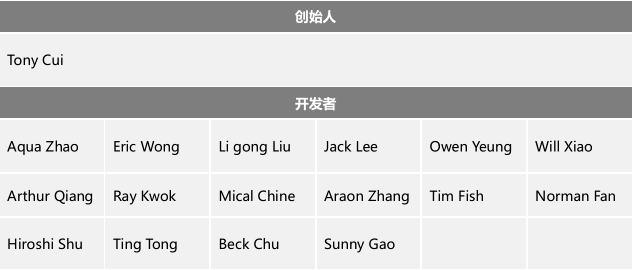 创始人
Tony Cui
开发者
Aqua Zhao Eric Wong Li gong Liu Jack Lee Owen Yeung Will Xiao
Arthur Qiang Ray Kwok Mical Chine Araon Zhang Tim Fish Norman Fan
Hiroshi Shu Ting Tong Beck Chu Sunny Gao